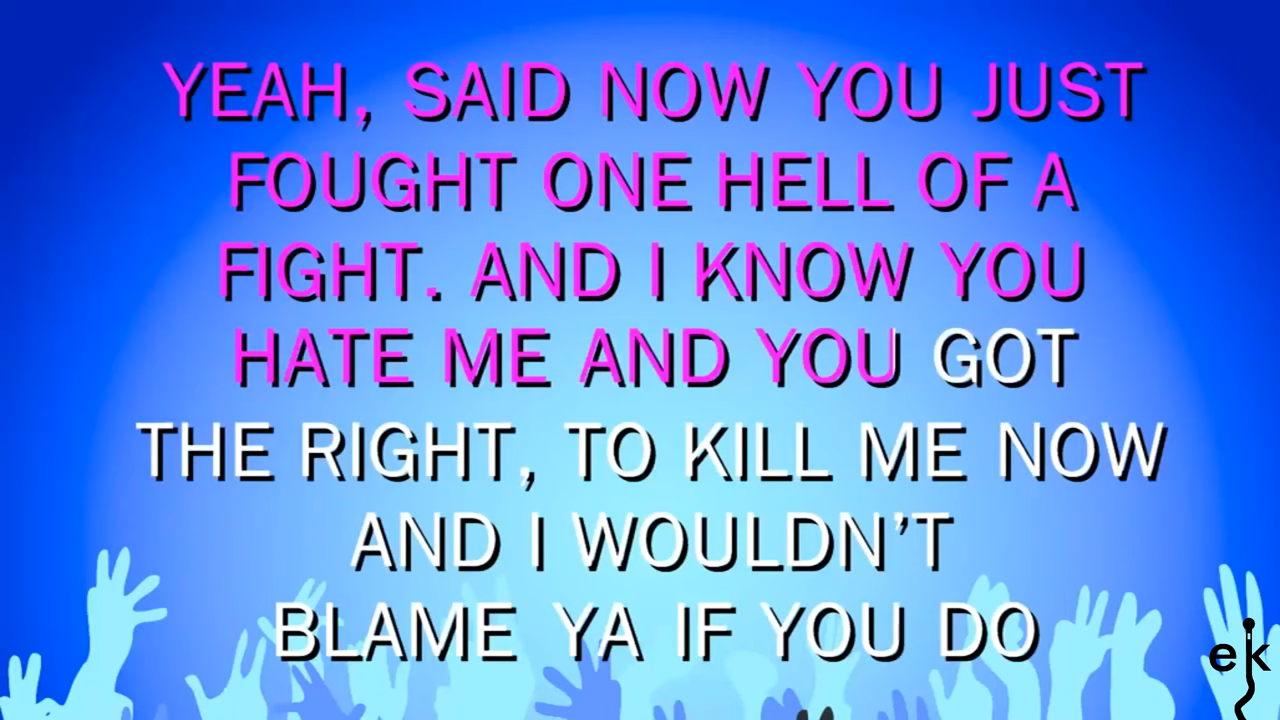 YEAH, SAID NOW YOU JUST
FOUGHT ONE HELL OF A
FIGHT. AND I KNOW YOU
HATE ME AND YOU GOT
THE RIGHT, TO KILL ME NOW
AND I WOULDN'T
BLAME YA IF YOU DO
ek